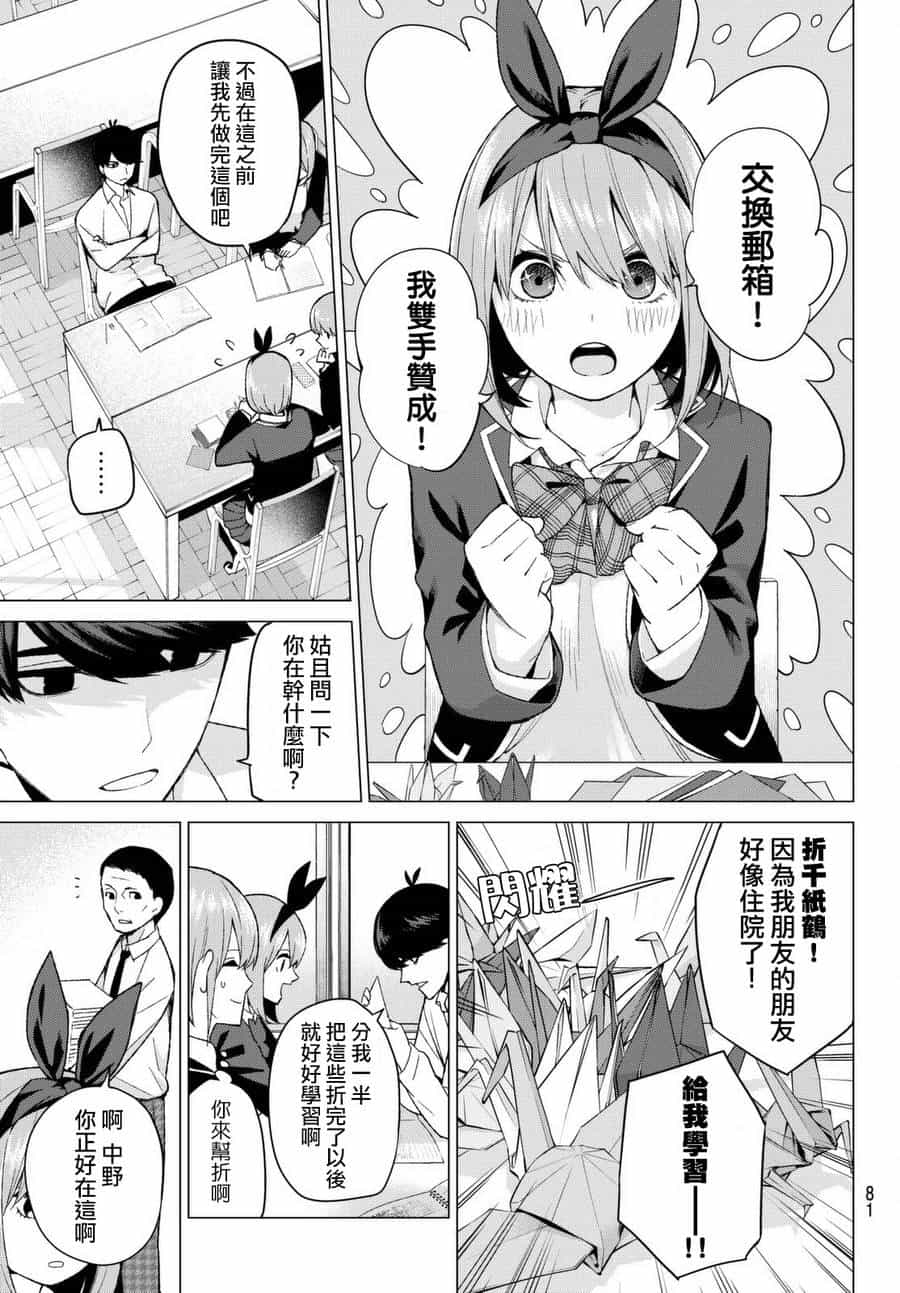 交換郵箱！
我雙手贊成！
不過在這之前
讓我先做完這個吧
……
姑且問一下
你在幹什麼啊？
折千紙鶴！
因為我朋友的朋友
好像住院了！
閃耀
給我學習——!!
分我一半
把這些折完了以後
就好好學習啊
你來幫折啊
啊 中野
你正好在這啊
81